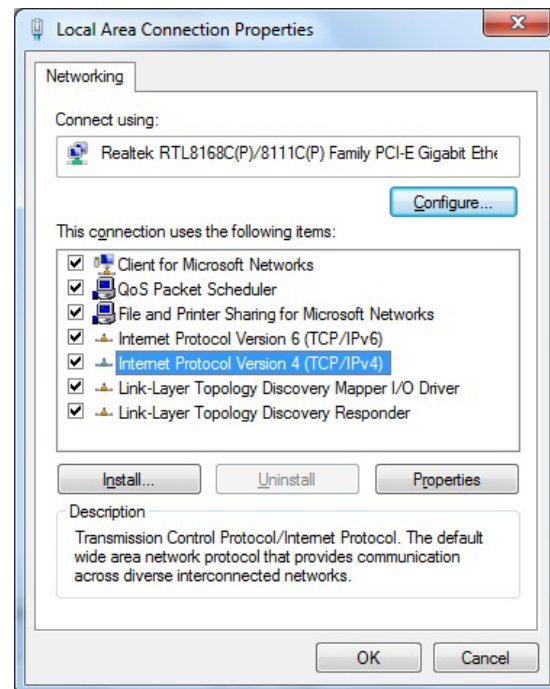 Local Area Connection Properties
Networking
Connect using:
Realtek RTL8168C(P)/8111C(P) Family PCI-E Gigabit Ethe
Configure...
This connection uses the following items:
Client for Microsoft Networks
QoS Packet Scheduler
File and Printer Sharing for Microsoft Networks
Internet Protocol Version 6 (TCP/IPv6)
Internet Protocol Version 4 (TCP/IPv4)
Link-Layer Topology Discovery Mapper I/O Driver
Link-Layer Topology Discovery Responder
Install... Uninstall Properties
Description
Transmission Control Protocol/Internet Protocol. The default
wide area network protocol that provides communication
across diverse interconnected networks.
OK Cancel